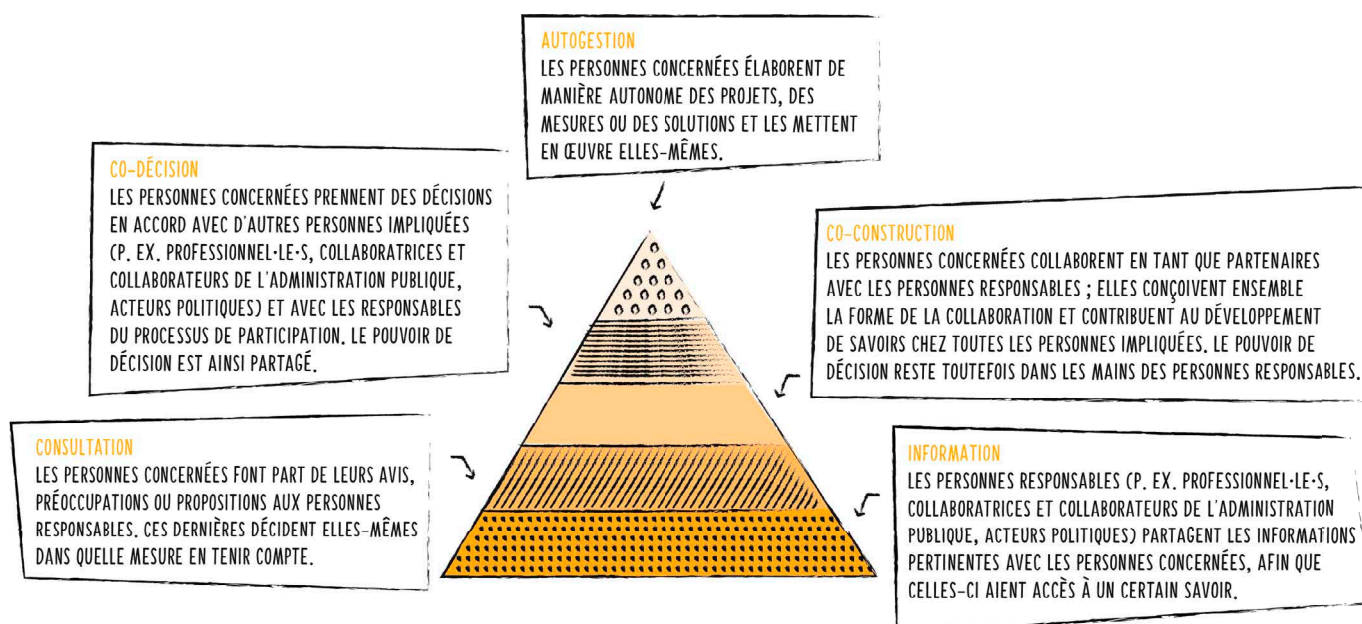 AUTOGESTION
LES PERSONNES CONCERNÉES ÉLABORENT DE
MANIÈRE AUTONOME DES PROJETS, DES
MESURES OU DES SOLUTIONS ET LES METTENT
EN ŒUVRE ELLES-MÊMES.
CO-DÉCISION
LES PERSONNES CONCERNÉES PRENNENT DES DÉCISIONS
EN ACCORD AVEC D'AUTRES PERSONNES IMPLIQUÉES
(P. EX. PROFESSIONNEL·LE·S, COLLABORATRICES ET
COLLABORATEURS DE L'ADMINISTRATION PUBLIQUE,
ACTEURS POLITIQUES) ET AVEC LES RESPONSABLES
DU PROCESSUS DE PARTICIPATION. LE POUVOIR DE
DÉCISION EST AINSI PARTAGÉ.
CO-CONSTRUCTION
LES PERSONNES CONCERNÉES COLLABORENT EN TANT QUE PARTENAIRES
AVEC LES PERSONNES RESPONSABLES ; ELLES CONÇOIVENT ENSEMBLE
LA FORME DE LA COLLABORATION ET CONTRIBUENT AU DÉVELOPPEMENT
DE SAVOIRS CHEZ TOUTES LES PERSONNES IMPLIQUÉES. LE POUVOIR DE
DÉCISION RESTE TOUTEFOIS DANS LES MAINS DES PERSONNES RESPONSABLES.
CONSULTATION
LES PERSONNES CONCERNÉES FONT PART DE LEURS AVIS,
PRÉOCCUPATIONS OU PROPOSITIONS AUX PERSONNES
RESPONSABLES. CES DERNIÈRES DÉCIDENT ELLES-MÊMES
DANS QUELLE MESURE EN TENIR COMPTE.
INFORMATION
LES PERSONNES RESPONSABLES (P. EX. PROFESSIONNEL·LE·S,
COLLABORATRICES ET COLLABORATEURS DE L'ADMINISTRATION
PUBLIQUE, ACTEURS POLITIQUES) PARTAGENT LES INFORMATIONS
PERTINENTES AVEC LES PERSONNES CONCERNÉES, AFIN QUE
CELLES-CI AIENT ACCÈS À UN CERTAIN SAVOIR.